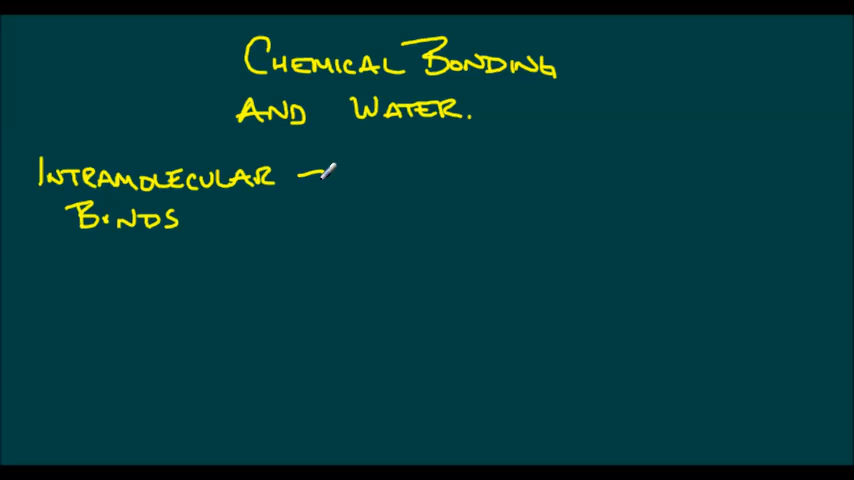 CHEMICAL BONDING
AND WATER.
INTRAMOLECULAR →
BONDS